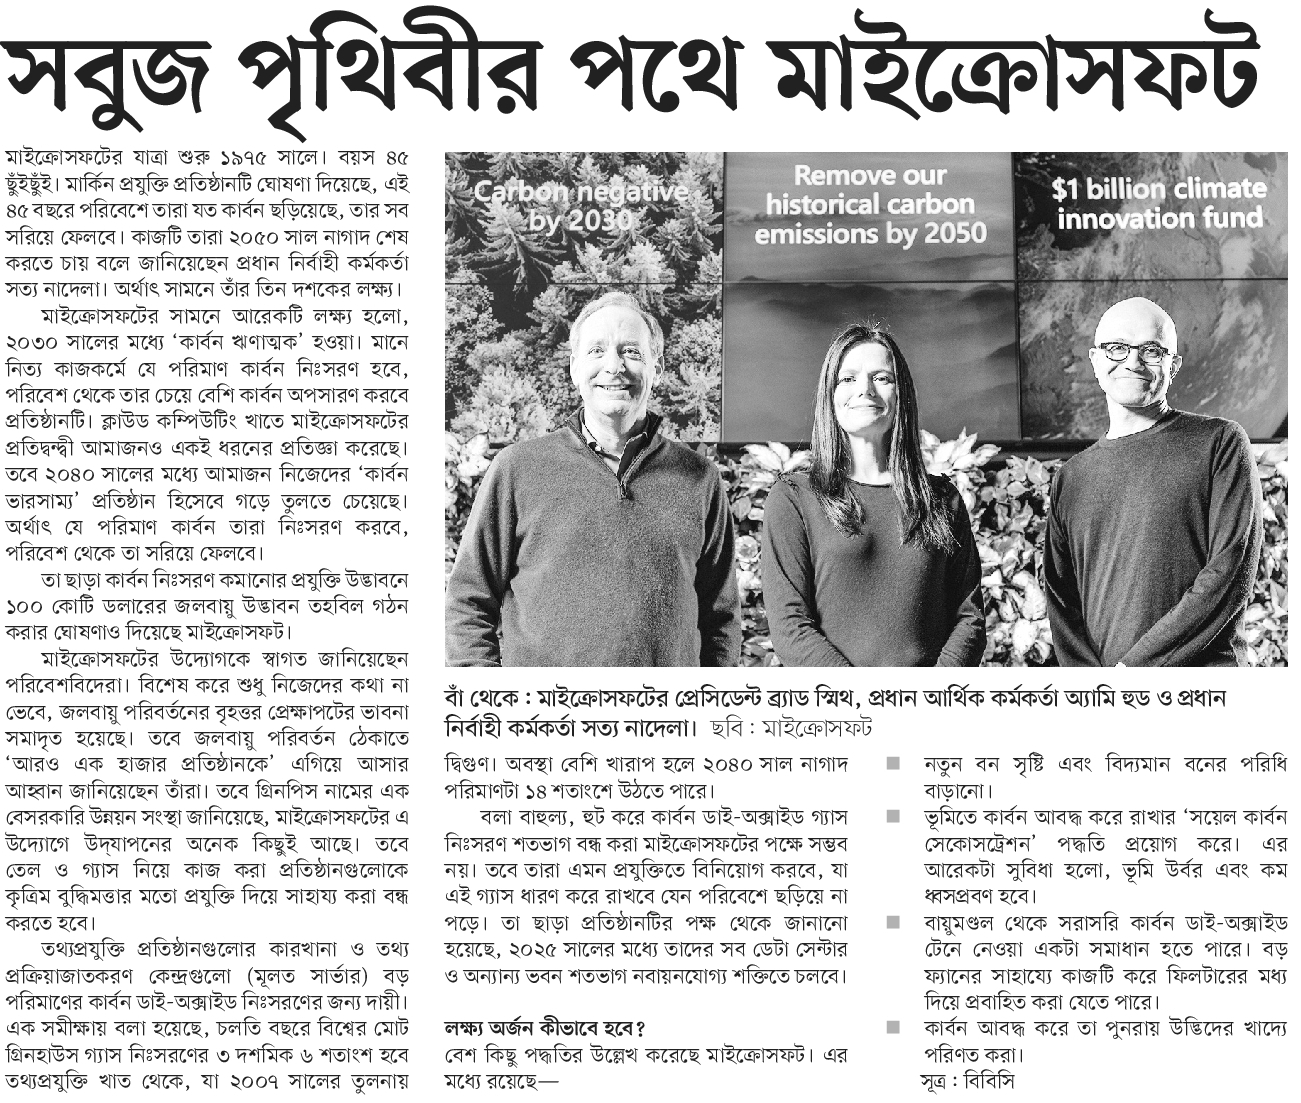 সবুজ পৃথিবীর পথে মাইক্রোসফট
মাইক্রোসফটের যাত্রা শুরু ১৯৭৫ সালে। বয়স ৪৫
ছুঁইছুঁই। মার্কিন প্রযুক্তি প্রতিষ্ঠানটি ঘোষণা দিয়েছে, এই
৪৫ বছরে পরিবেশে তারা যত কার্বন ছড়িয়েছে, তার সব
সরিয়ে ফেলবে। কাজটি তারা ২০৫০ সাল নাগাদ শেষ
করতে চায় বলে জানিয়েছেন প্রধান নির্বাহী কর্মকর্তা
সত্য নাদেলা। অর্থাৎ সামনে তাঁর তিন দশকের লক্ষ্য।
মাইক্রোসফটের সামনে আরেকটি লক্ষ্য হলো,
২০৩০ সালের মধ্যে ‘কার্বন ঋণাত্মক’ হওয়া। মানে
নিত্য কাজকর্মে যে পরিমাণ কার্বন নিঃসরণ হবে,
পরিবেশ থেকে তার চেয়ে বেশি কার্বন অপসারণ করবে
প্রতিষ্ঠানটি। ক্লাউড কম্পিউটিং খাতে মাইক্রোসফটের
প্রতিদ্বন্দ্বী আমাজনও একই ধরনের প্রতিজ্ঞা করেছে।
তবে ২০৪০ সালের মধ্যে আমাজন নিজেদের ‘কার্বন
ভারসাম্য’ প্রতিষ্ঠান হিসেবে গড়ে তুলতে চেয়েছে।
অর্থাৎ যে পরিমাণ কার্বন তারা নিঃসরণ করবে,
পরিবেশ থেকে তা সরিয়ে ফেলবে।
তা ছাড়া কার্বন নিঃসরণ কমানোর প্রযুক্তি উদ্ভাবনে
১০০ কোটি ডলারের জলবায়ু উদ্ভাবন তহবিল গঠন
করার ঘোষণাও দিয়েছে মাইক্রোসফট।
মাইক্রোসফটের উদ্যোগকে স্বাগত জানিয়েছেন
পরিবেশবিদেরা। বিশেষ করে শুধু নিজেদের কথা না
ভেবে, জলবায়ু পরিবর্তনের বৃহত্তর প্রেক্ষাপটের ভাবনা
সমাদৃত হয়েছে। তবে জলবায়ু পরিবর্তন ঠেকাতে
‘আরও এক হাজার প্রতিষ্ঠানকে’ এগিয়ে আসার
আহ্বান জানিয়েছেন তাঁরা। তবে গ্রিনপিস নামের এক
বেসরকারি উন্নয়ন সংস্থা জানিয়েছে, মাইক্রোসফটের এ
উদ্যোগে উদ্‌যাপনের অনেক কিছুই আছে। তবে
তেল ও গ্যাস নিয়ে কাজ করা প্রতিষ্ঠানগুলোকে
কৃত্রিম বুদ্ধিমত্তার মতো প্রযুক্তি দিয়ে সাহায্য করা বন্ধ
করতে হবে।
তথ্যপ্রযুক্তি প্রতিষ্ঠানগুলোর কারখানা ও তথ্য
প্রক্রিয়াজাতকরণ কেন্দ্রগুলো (মূলত সার্ভার) বড়
পরিমাণের কার্বন ডাই-অক্সাইড নিঃসরণের জন্য দায়ী।
এক সমীক্ষায় বলা হয়েছে, চলতি বছরে বিশ্বের মোট
গ্রিনহাউস গ্যাস নিঃসরণের ৩ দশমিক ৬ শতাংশ হবে
তথ্যপ্রযুক্তি খাত থেকে, যা ২০০৭ সালের তুলনায়
Carbon negative
by 2030
Remove our
historical carbon
emissions by 2050
$1 billion climate
innovation fund
বাঁ থেকে : মাইক্রোসফটের প্রেসিডেন্ট ব্র্যাড স্মিথ, প্রধান আর্থিক কর্মকর্তা অ্যামি হুড ও প্রধান
নির্বাহী কর্মকর্তা সত্য নাদেলা। ছবি : মাইক্রোসফট
দ্বিগুণ। অবস্থা বেশি খারাপ হলে ২০৪০ সাল নাগাদ
পরিমাণটা ১৪ শতাংশে উঠতে পারে।
বলা বাহুল্য, হুট করে কার্বন ডাই-অক্সাইড গ্যাস
নিঃসরণ শতভাগ বন্ধ করা মাইক্রোসফটের পক্ষে সম্ভব
নয়। তবে তারা এমন প্রযুক্তিতে বিনিয়োগ করবে, যা
এই গ্যাস ধারণ করে রাখবে যেন পরিবেশে ছড়িয়ে না
পড়ে। তা ছাড়া প্রতিষ্ঠানটির পক্ষ থেকে জানানো
হয়েছে, ২০২৫ সালের মধ্যে তাদের সব ডেটা সেন্টার
ও অন্যান্য ভবন শতভাগ নবায়নযোগ্য শক্তিতে চলবে।
লক্ষ্য অর্জন কীভাবে হবে?
বেশ কিছু পদ্ধতির উল্লেখ করেছে মাইক্রোসফট। এর
মধ্যে রয়েছে—
■ নতুন বন সৃষ্টি এবং বিদ্যমান বনের পরিধি
বাড়ানো।
■ ভূমিতে কার্বন আবদ্ধ করে রাখার ‘সয়েল কার্বন
সেকোসট্রেশন’ পদ্ধতি প্রয়োগ করে। এর
আরেকটা সুবিধা হলো, ভূমি উর্বর এবং কম
ধ্বসপ্রবণ হবে।
■ বায়ুমণ্ডল থেকে সরাসরি কার্বন ডাই-অক্সাইড
টেনে নেওয়া একটা সমাধান হতে পারে। বড়
ফ্যানের সাহায্যে কাজটি করে ফিলটারের মধ্য
দিয়ে প্রবাহিত করা যেতে পারে।
■ কার্বন আবদ্ধ করে তা পুনরায় উদ্ভিদের খাদ্যে
পরিণত করা।
সূত্র : বিবিসি